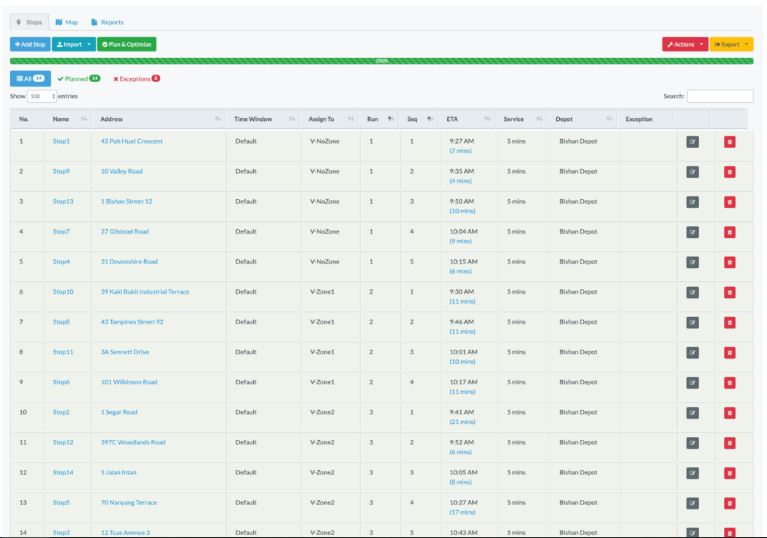 Stops Map Reports
+Add Stop Import Plan & Optimize Actions Export
100%
All 14 Planned 14 Exceptions 0
Show 100 entries Search:
No. Name Address Time Window Assign To Run Seq ETA Service Depot Exception
1 Stop1 43 Poh Huat Crescent Default V-NoZone 1 1 9:27 AM 5 mins Bishan Depot
(7 mins)
2 Stop9 10 Valley Road Default V-NoZone 1 2 9:35 AM 5 mins Bishan Depot
(4 mins)
3 Stop13 1 Bishan Street 12 Default V-NoZone 1 3 9:50 AM 5 mins Bishan Depot
(10 mins)
4 Stop7 27 Gilstead Road Default V-NoZone 1 4 10:04 AM 5 mins Bishan Depot
(9 mins)
5 Stop4 31 Devonshire Road Default V-NoZone 1 5 10:15 AM 5 mins Bishan Depot
(6 mins)
6 Stop10 39 Kaki Bukit Industrial Terrace Default V-Zone1 2 1 9:30 AM 5 mins Bishan Depot
(11 mins)
7 Stop8 43 Tampines Street 92 Default V-Zone1 2 2 9:46 AM 5 mins Bishan Depot
(11 mins)
8 Stop11 3A Sennett Drive Default V-Zone1 2 3 10:01 AM 5 mins Bishan Depot
(10 mins)
9 Stop6 101 Wilkinson Road Default V-Zone1 2 4 10:17 AM 5 mins Bishan Depot
(11 mins)
10 Stop2 1 Segar Road Default V-Zone2 3 1 9:41 AM 5 mins Bishan Depot
(21 mins)
11 Stop12 397C Woodlands Road Default V-Zone2 3 2 9:52 AM 5 mins Bishan Depot
(6 mins)
12 Stop14 5 Jalan Intan Default V-Zone2 3 3 10:05 AM 5 mins Bishan Depot
(8 mins)
13 Stop5 70 Nanyang Terrace Default V-Zone2 3 4 10:27 AM 5 mins Bishan Depot
(17 mins)
14 Stop3 12 Tuas Avenue 3 Default V-Zone2 3 5 10:43 AM 5 mins Bishan Depot